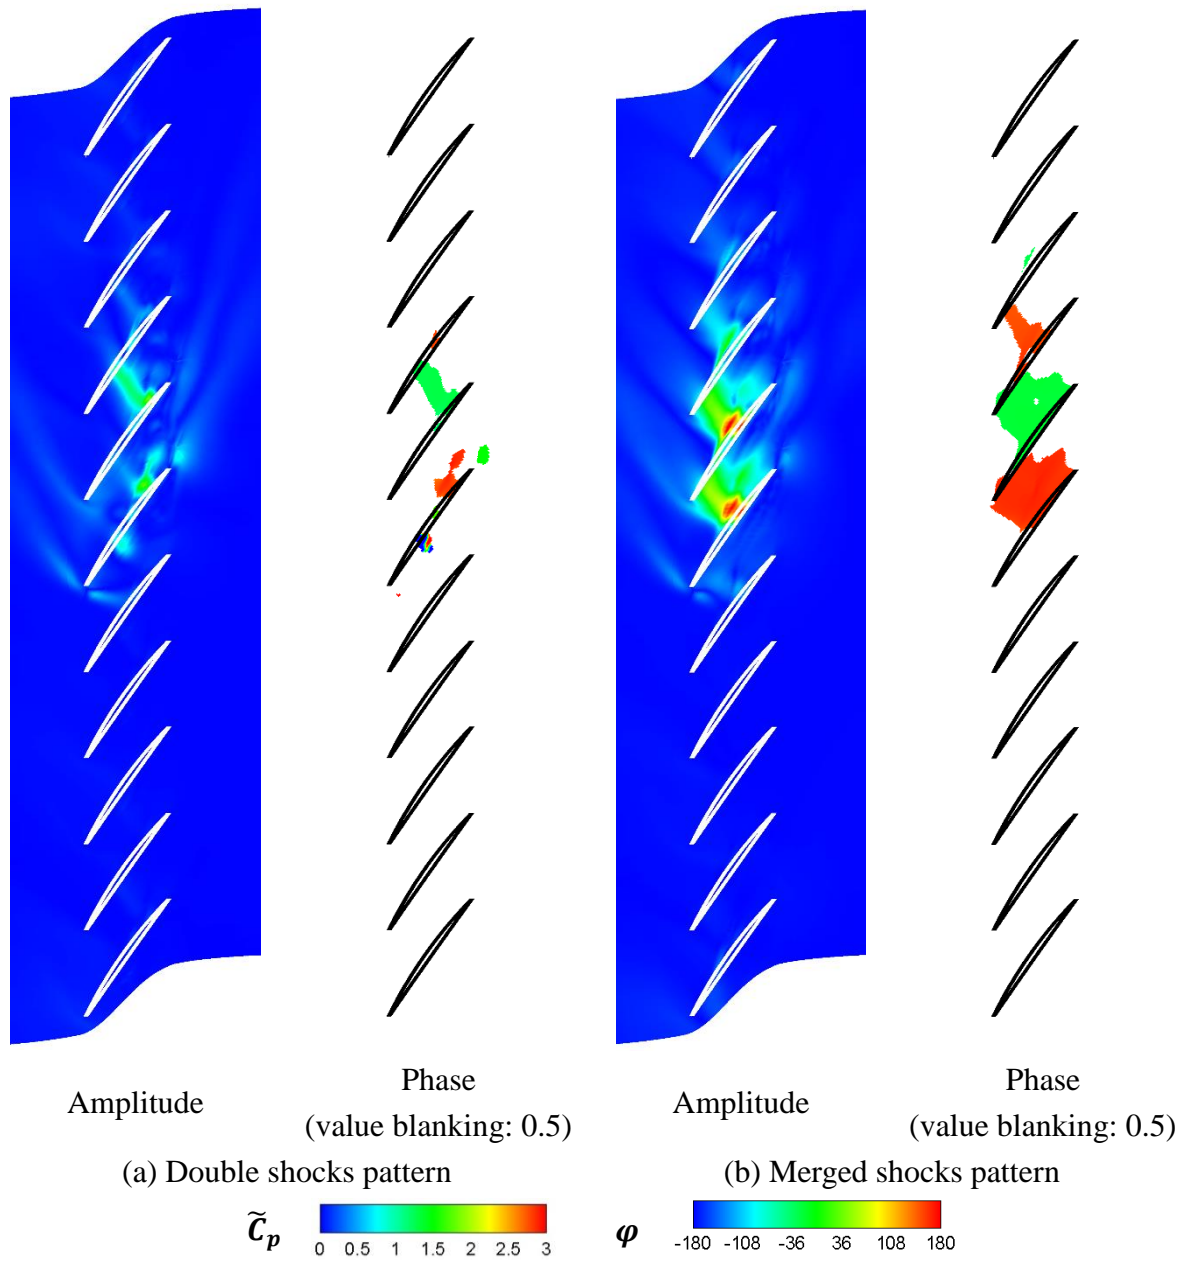 Amplitude
Phase
(value blanking: 0.5)
Amplitude
Phase
(value blanking: 0.5)
(a) Double shocks pattern
(b) Merged shocks pattern
C̃p
0 0.5 1 1.5 2 2.5 3
φ
-180 -108 -36 36 108 180